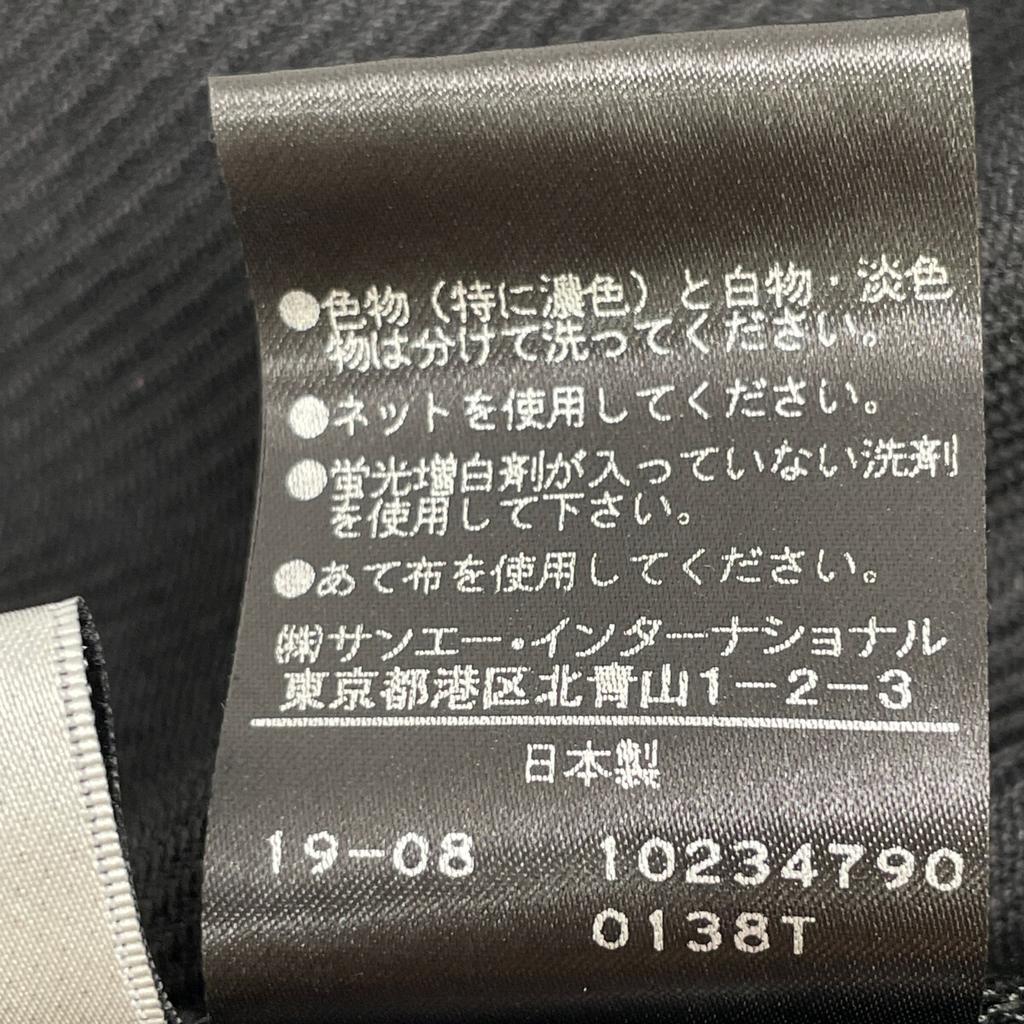 ●色物（特に濃色）と白物・淡色
物は分けて洗ってください。
●ネットを使用してください。
●蛍光増白剤が入っていない洗剤
を使用して下さい。
●あて布を使用してください。
㈱サンエー・インターナショナル
東京都港区北青山1−2−3
日本製
19-08 10234790
0138T